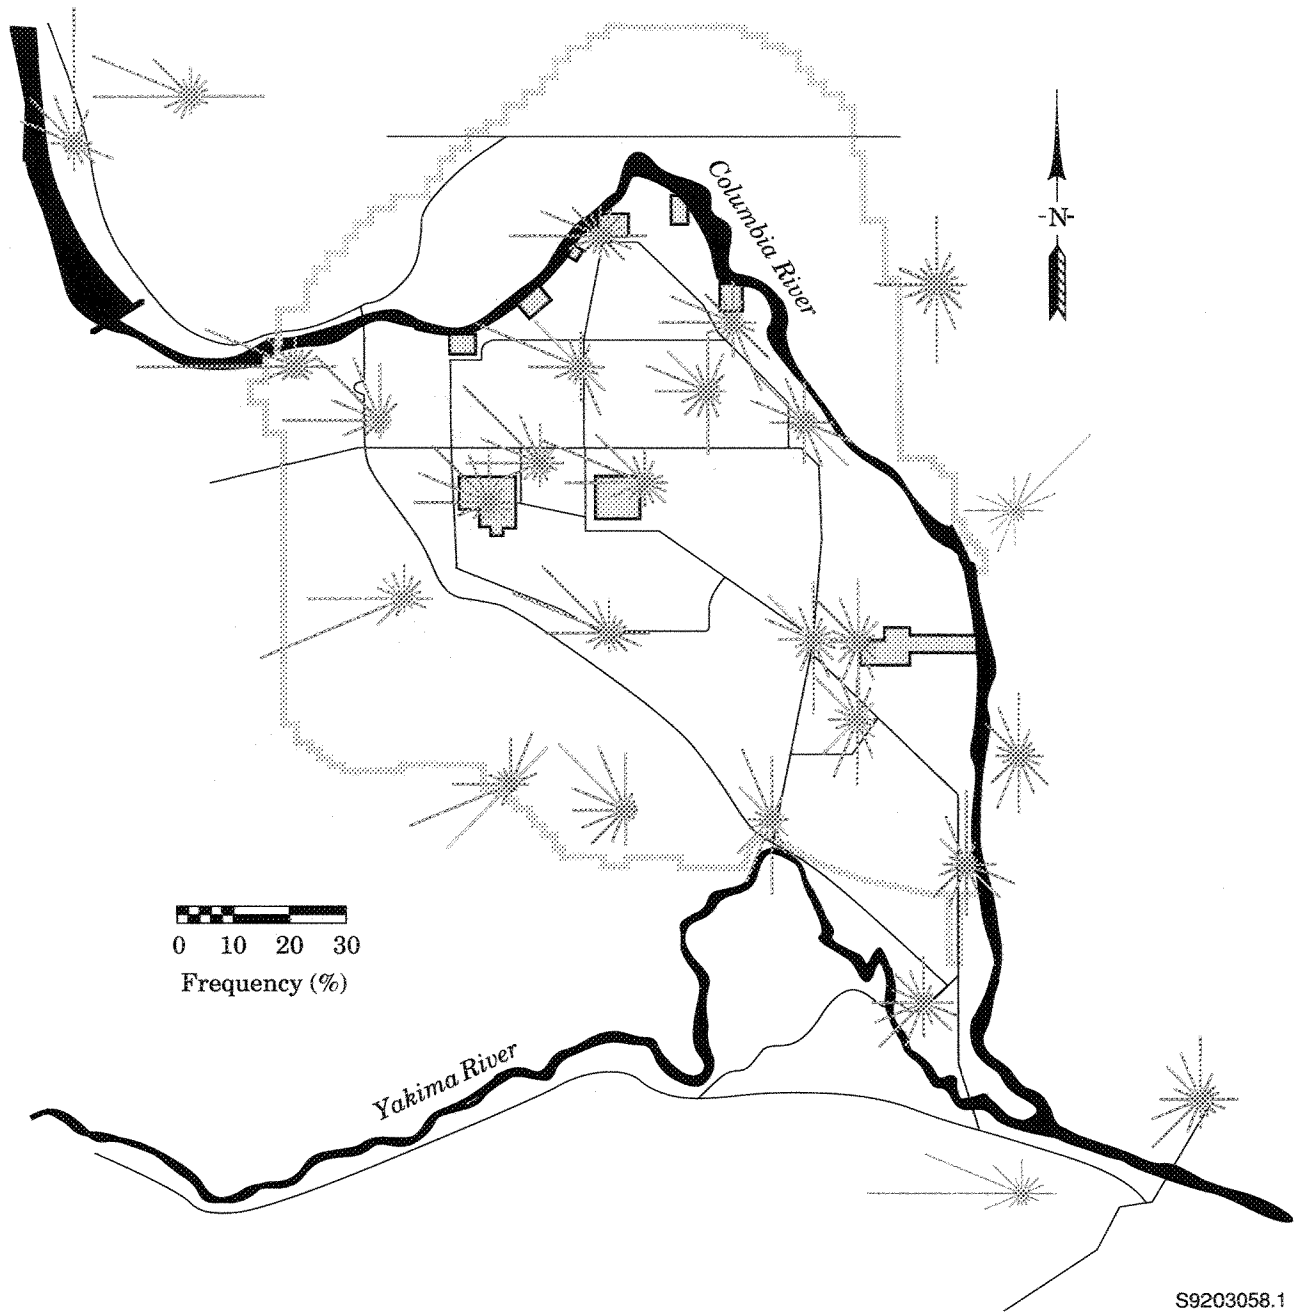 Columbia River
-N-
0 10 20 30
Frequency (%)
Yakima River
S9203058.1